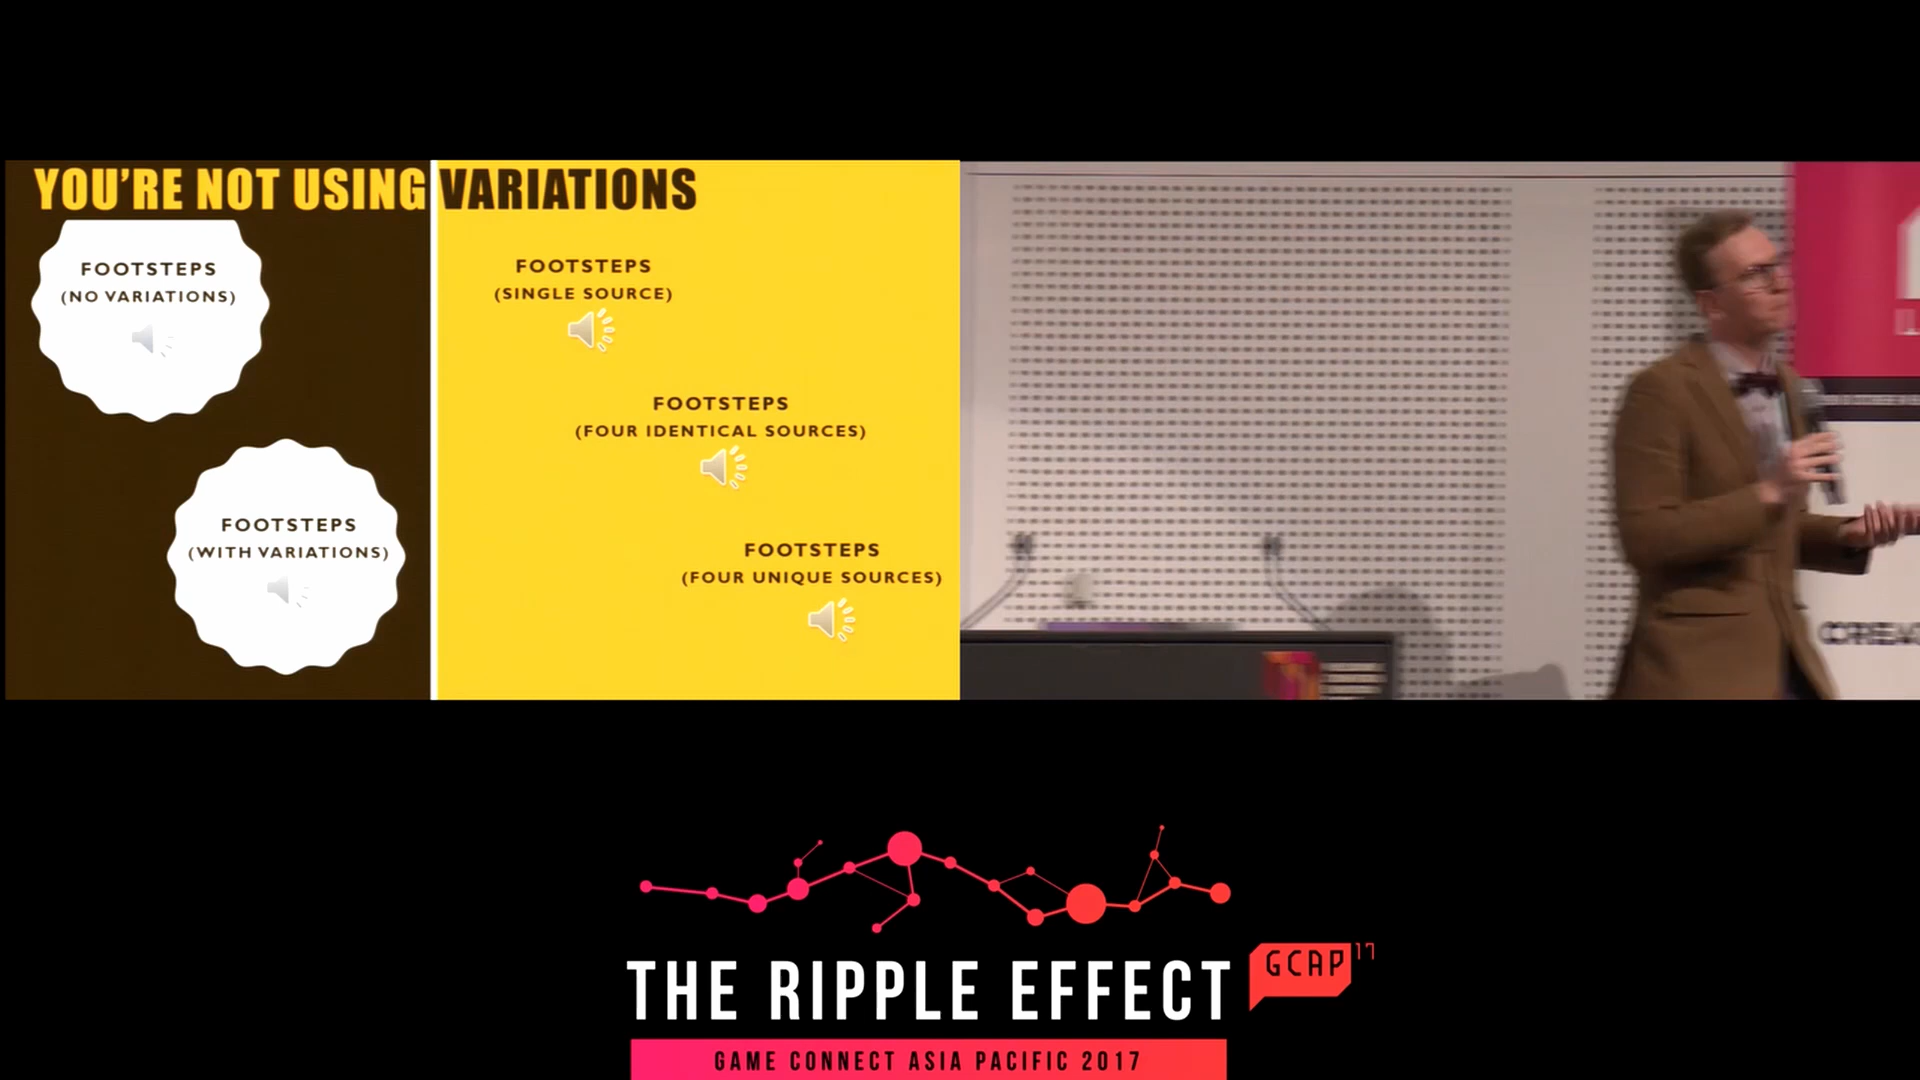 YOU'RE NOT USING VARIATIONS
FOOTSTEPS
(NO VARIATIONS)
FOOTSTEPS
(WITH VARIATIONS)
FOOTSTEPS
(SINGLE SOURCE)
FOOTSTEPS
(FOUR IDENTICAL SOURCES)
FOOTSTEPS
(FOUR UNIQUE SOURCES)
THE RIPPLE EFFECT
GCAP 17
GAME CONNECT ASIA PACIFIC 2017